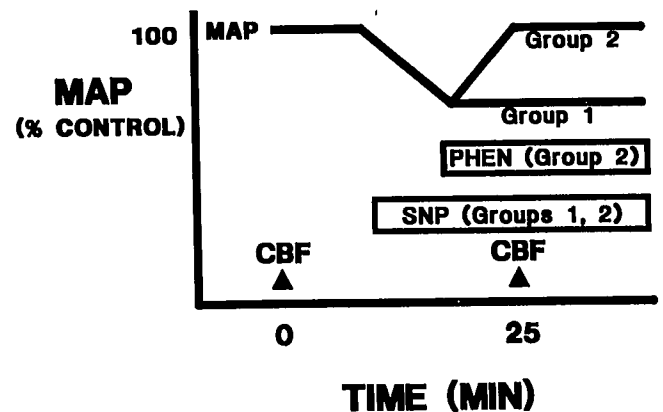 100
MAP
Group 2
MAP
(% CONTROL)
Group 1
PHEN (Group 2)
SNP (Groups 1, 2)
CBF
CBF
0
25
TIME (MIN)